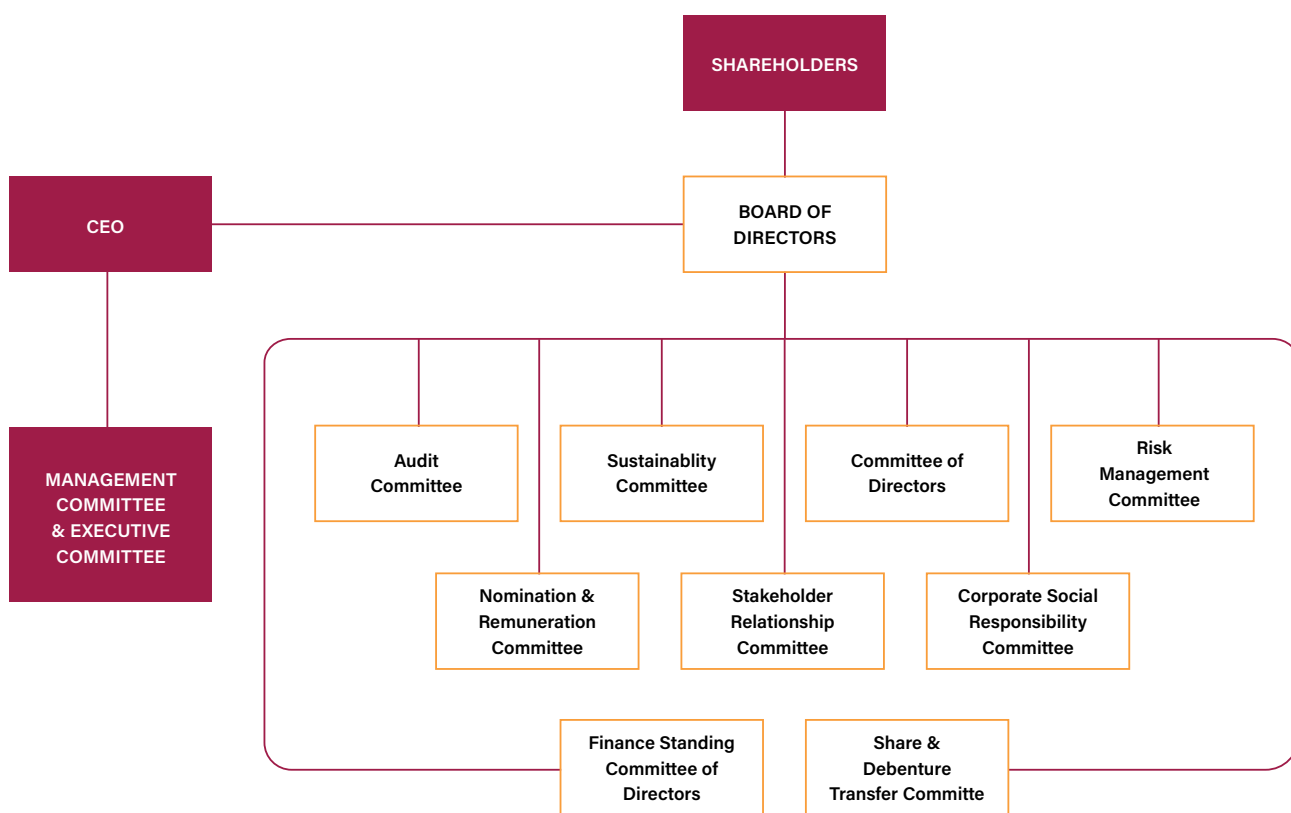 SHAREHOLDERS
CEO
BOARD OF
DIRECTORS
MANAGEMENT
COMMITTEE
& EXECUTIVE
COMMITTEE
Audit
Committee
Sustainablity
Committee
Committee of
Directors
Risk
Management
Committee
Nomination &
Remuneration
Committee
Stakeholder
Relationship
Committee
Corporate Social
Responsibility
Committee
Finance Standing
Committee of
Directors
Share &
Debenture
Transfer Committe